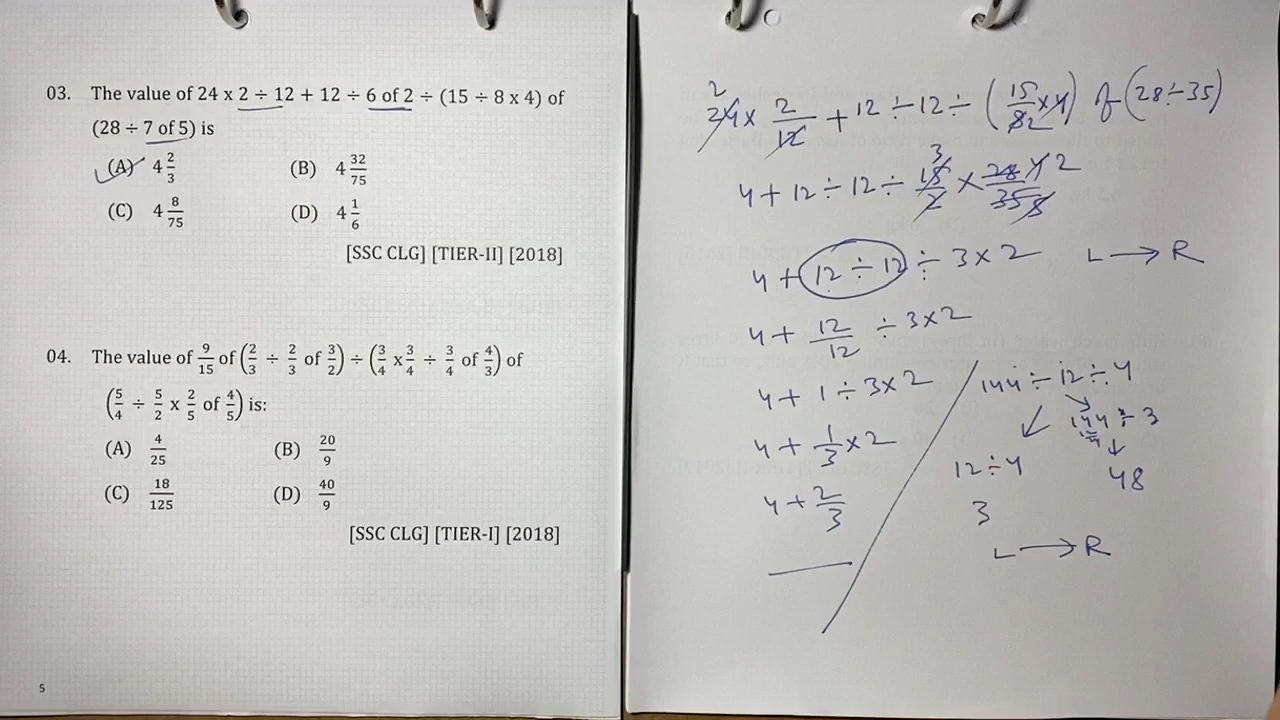 03. The value of 24 x 2 ÷ 12 + 12 ÷ 6 of 2 ÷ (15 ÷ 8 x 4) of
(28 ÷ 7 of 5) is
(A) 4 2/3 (B) 4 32/75
(C) 4 8/75 (D) 4 1/6
[SSC CLG] [TIER-II] [2018]
04. The value of 9/15 of (2/3 ÷ 2/3 of 3/2) ÷ (3/4 x 3/4 ÷ 3/4 of 4/3) of
(5/4 ÷ 5/2 x 2/5 of 4/5) is:
(A) 4/25 (B) 20/9
(C) 18/125 (D) 40/9
[SSC CLG] [TIER-I] [2018]
5
2
24 x 2/12 + 12 ÷ 12 ÷ (15/82 x 4) of (28 ÷ 35)
4 + 12 ÷ 12 ÷ 15/2 x 28 4/35 2
3
4 + 12 ÷ 12 ÷ 3 x 2 L → R
4 + 12/12 ÷ 3 x 2
4 + 1 ÷ 3 x 2
4 + 1/3 x 2
4 + 2/3
144 ÷ 12 ÷ 4
144 ÷ 3
12 ÷ 4 48
3
L → R